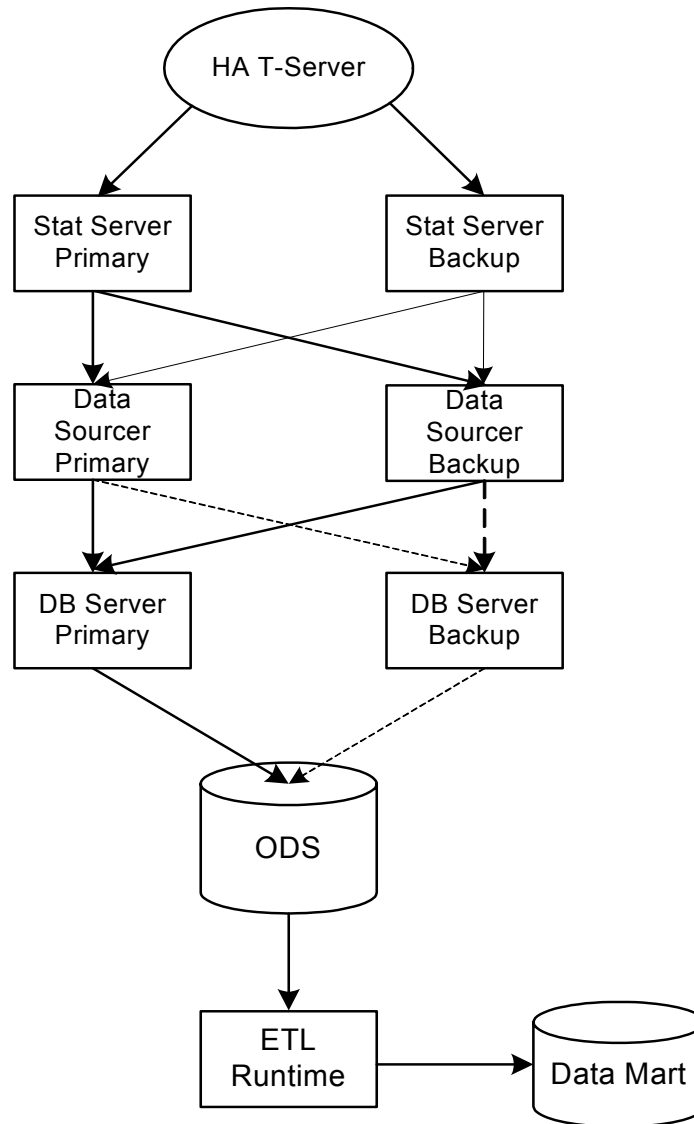 HA T-Server
Stat Server
Primary
Stat Server
Backup
Data
Sourcer
Primary
Data
Sourcer
Backup
DB Server
Primary
DB Server
Backup
ODS
ETL
Runtime
Data Mart